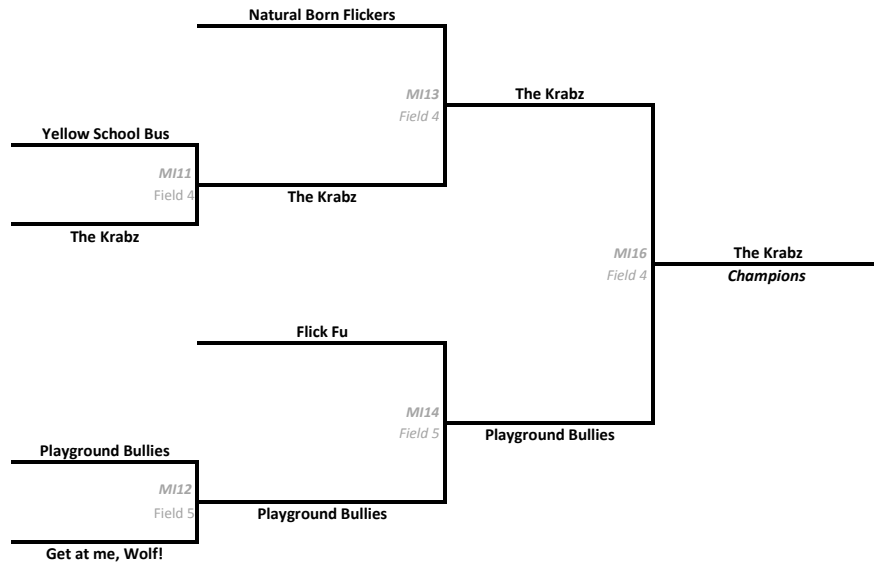 Natural Born Flickers
MI13
The Krabz
Field 4
Yellow School Bus
MI11
Field 4
The Krabz
The Krabz
MI16
The Krabz
Field 4
Champions
Flick Fu
MI14
Field 5
Playground Bullies
Playground Bullies
MI12
Field 5
Playground Bullies
Get at me, Wolf!